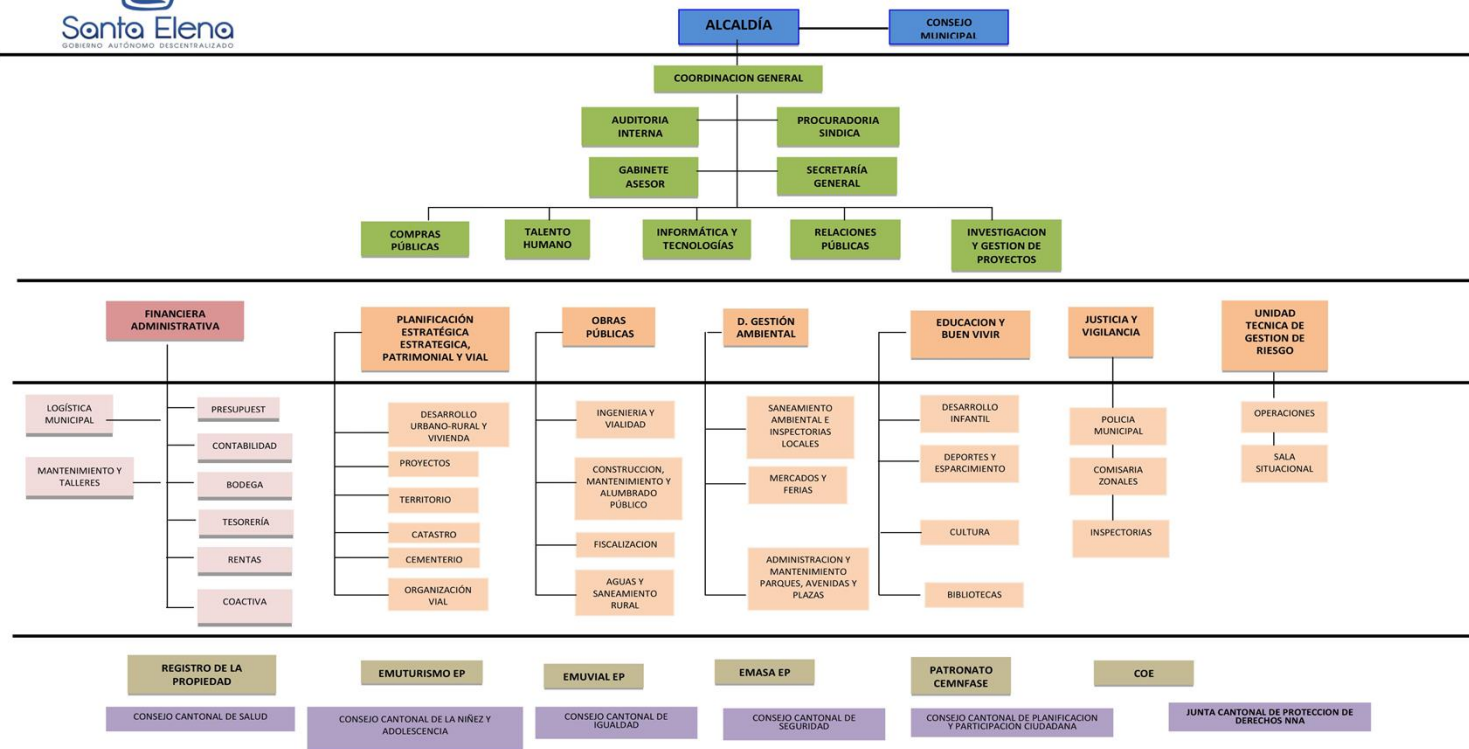 Santa Elena
GOBIERNO AUTÓNOMO DESCENTRALIZADO
ALCALDÍA
CONSEJO
MUNICIPAL
COORDINACION GENERAL
AUDITORIA
INTERNA
PROCURADORIA
SINDICA
GABINETE
ASESOR
SECRETARÍA
GENERAL
COMPRAS
PÚBLICAS
TALENTO
HUMANO
INFORMÁTICA Y
TECNOLOGÍAS
RELACIONES
PÚBLICAS
INVESTIGACION
Y GESTION DE
PROYECTOS
FINANCIERA
ADMINISTRATIVA
PLANIFICACIÓN
ESTRATÉGICA
ESTRATEGICA,
PATRIMONIAL Y VIAL
OBRAS
PÚBLICAS
D. GESTIÓN
AMBIENTAL
EDUCACION Y
BUEN VIVIR
JUSTICIA Y
VIGILANCIA
UNIDAD
TECNICA DE
GESTION DE
RIESGO
LOGÍSTICA
MUNICIPAL
MANTENIMIENTO Y
TALLERES
PRESUPUEST
CONTABILIDAD
BODEGA
TESORERÍA
RENTAS
COACTIVA
DESARROLLO
URBANO-RURAL Y
VIVIENDA
PROYECTOS
TERRITORIO
CATASTRO
CEMENTERIO
ORGANIZACIÓN
VIAL
INGENIERIA Y
VIALIDAD
CONSTRUCCION,
MANTENIMIENTO Y
ALUMBRADO
PÚBLICO
FISCALIZACION
AGUAS Y
SANEAMIENTO
RURAL
SANEAMIENTO
AMBIENTAL E
INSPECTORIAS
LOCALES
MERCADOS Y
FERIAS
ADMINISTRACION Y
MANTENIMIENTO
PARQUES, AVENIDAS Y
PLAZAS
DESARROLLO
INFANTIL
DEPORTES Y
ESPARCIMIENTO
CULTURA
BIBLIOTECAS
POLICIA
MUNICIPAL
COMISARIA
ZONALES
INSPECTORIAS
OPERACIONES
SALA
SITUACIONAL
REGISTRO DE LA
PROPIEDAD
EMUTURISMO EP
EMUVIAL EP
EMASA EP
PATRONATO
CEMNFASE
COE
CONSEJO CANTONAL DE SALUD
CONSEJO CANTONAL DE LA NIÑEZ Y
ADOLESCENCIA
CONSEJO CANTONAL DE
IGUALDAD
CONSEJO CANTONAL DE
SEGURIDAD
CONSEJO CANTONAL DE PLANIFICACION
Y PARTICIPACION CIUDADANA
JUNTA CANTONAL DE PROTECCION DE
DERECHOS NNA